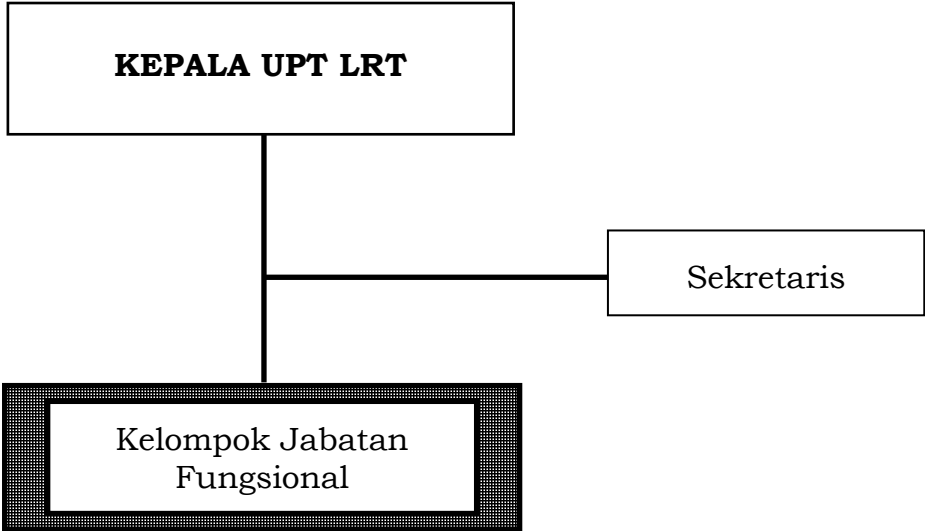 KEPALA UPT LRT
Sekretaris
Kelompok Jabatan
Fungsional